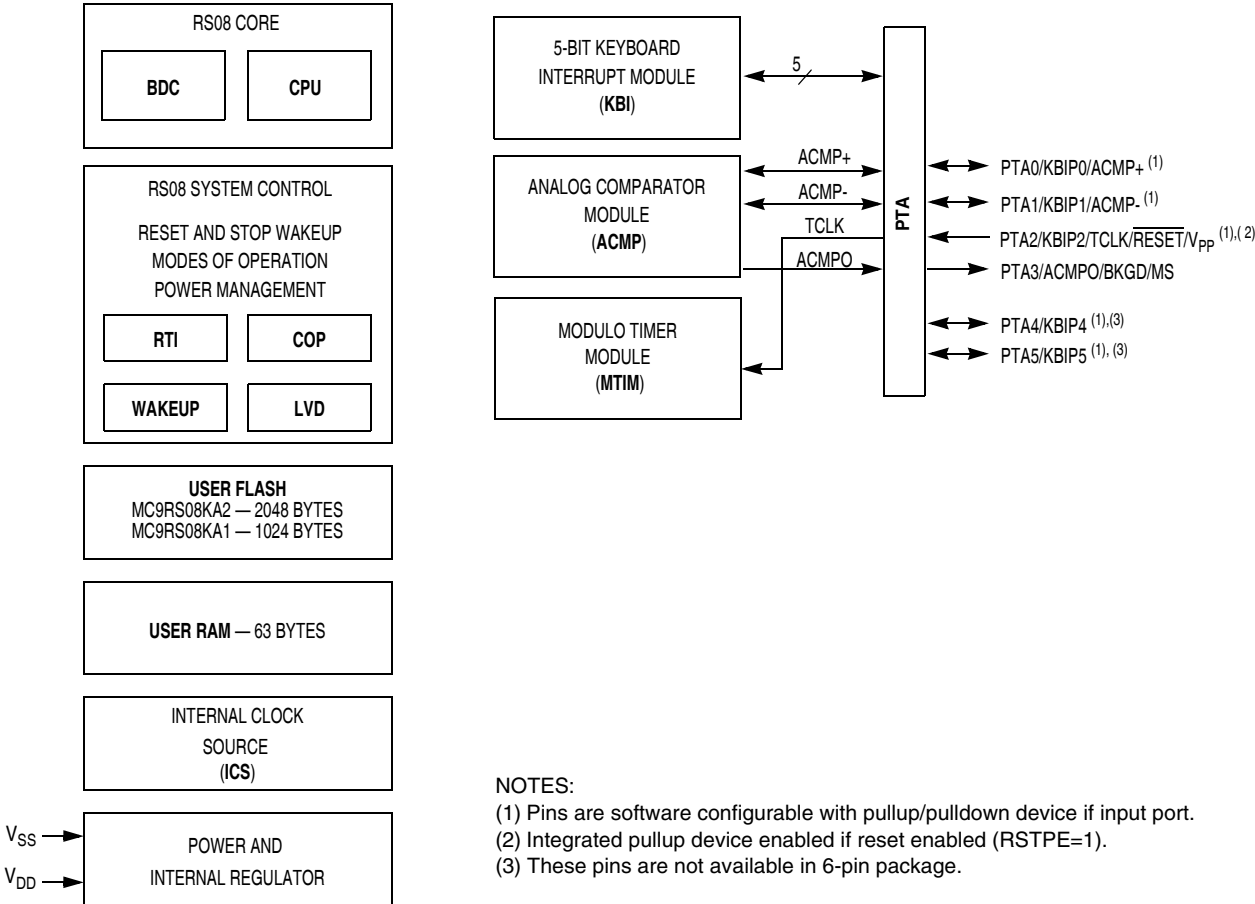 RS08 CORE
BDC
CPU
RS08 SYSTEM CONTROL
RESET AND STOP WAKEUP
MODES OF OPERATION
POWER MANAGEMENT
RTI
COP
WAKEUP
LVD
USER FLASH
MC9RS08KA2 — 2048 BYTES
MC9RS08KA1 — 1024 BYTES
USER RAM — 63 BYTES
INTERNAL CLOCK
SOURCE
(ICS)
VSS
VDD
POWER AND
INTERNAL REGULATOR
5-BIT KEYBOARD
INTERRUPT MODULE
(KBI)
5
ANALOG COMPARATOR
MODULE
(ACMP)
ACMP+
ACMP-
TCLK
ACMPO
MODULO TIMER
MODULE
(MTIM)
PTA
PTA0/KBIP0/ACMP+ (1)
PTA1/KBIP1/ACMP- (1)
PTA2/KBIP2/TCLK/RESET/VPP (1),( 2)
PTA3/ACMPO/BKGD/MS
PTA4/KBIP4 (1),(3)
PTA5/KBIP5 (1), (3)
NOTES:
(1) Pins are software configurable with pullup/pulldown device if input port.
(2) Integrated pullup device enabled if reset enabled (RSTPE=1).
(3) These pins are not available in 6-pin package.